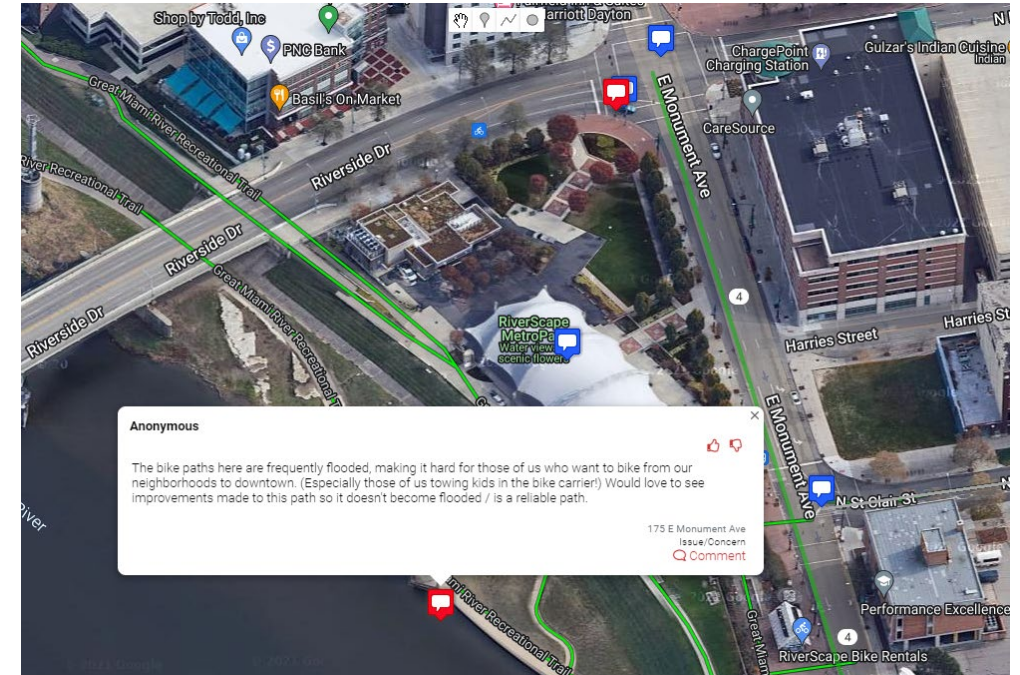 Shop by Todd, Inc
PNC Bank
Basil's On Market
Great Miami River Recreational Trail
Riverside Dr
River Recreational Trail
Riverside Dr
Great Miami River Recreational
Riverside Dr
arriott Dayton
ChargePoint
Charging Station
Gulzar's Indian Cuisine
Indian
CareSource
E Monument Ave
4
Harries Street
Harries St
RiverScape
MetroPa
Water view
scenic flower
E Monument Ave
N St Clair St
Anonymous
The bike paths here are frequently flooded, making it hard for those of us who want to bike from our
neighborhoods to downtown. (Especially those of us towing kids in the bike carrier!) Would love to see
improvements made to this path so it doesn't become flooded / is a reliable path.
175 E Monument Ave
Issue/Concern
Comment
River
mi River Recreational Trail
Great Miam
Performance Excellence
4
RiverScape Bike Rentals